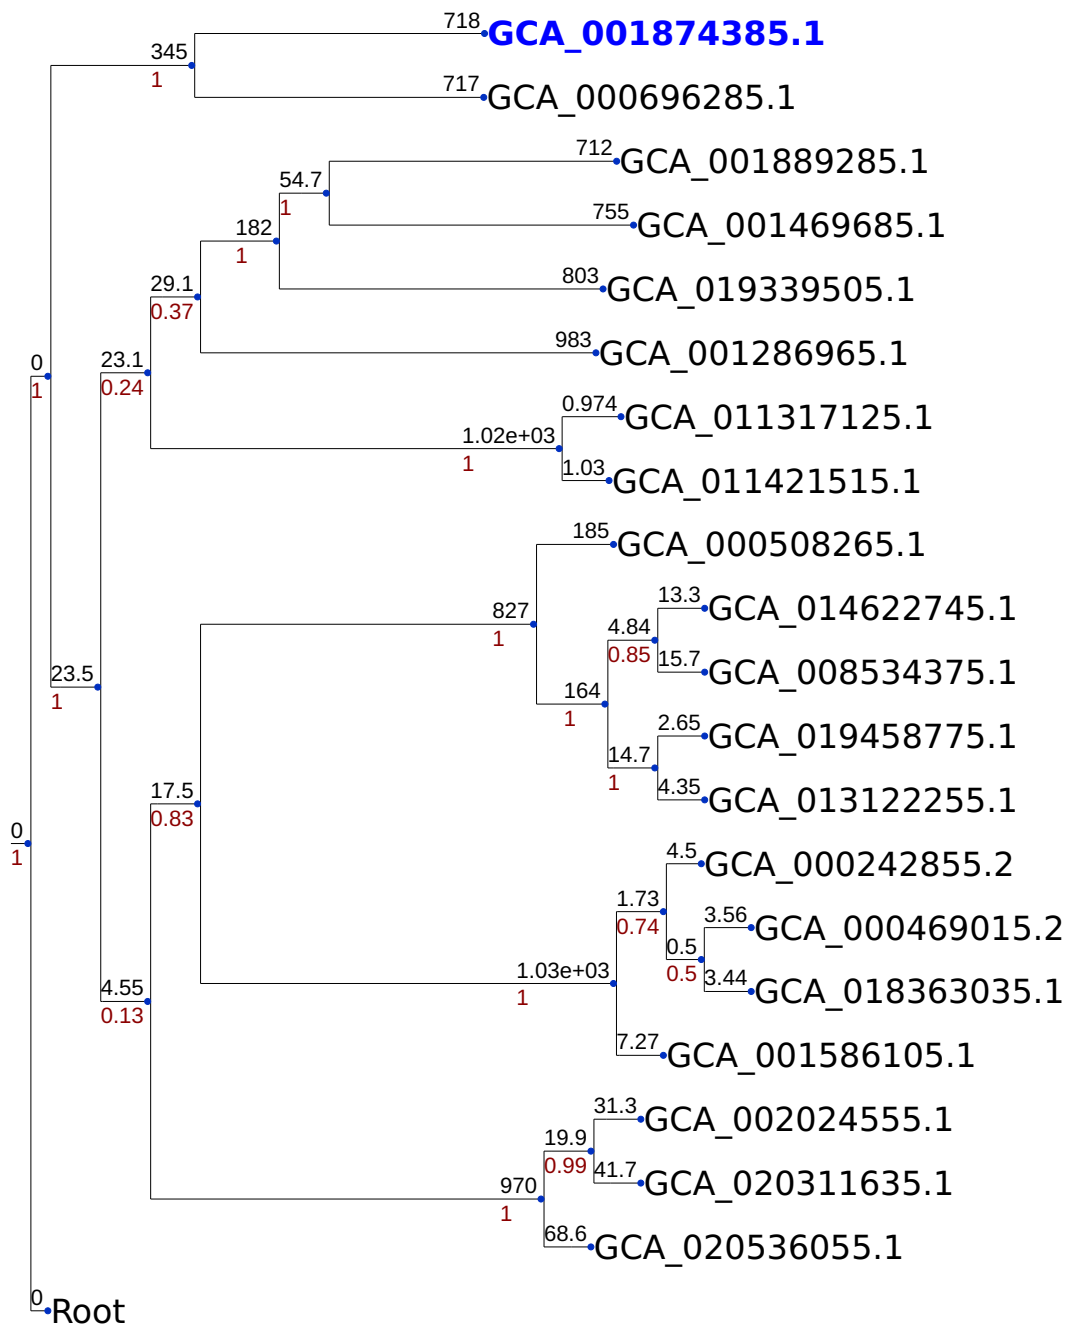 718 GCA_001874385.1
345
1
717 GCA_000696285.1
712 GCA_001889285.1
54.7
1
755 GCA_001469685.1
182
1
803 GCA_019339505.1
29.1
0.37
983 GCA_001286965.1
0
1
23.1
0.24
0.974 GCA_011317125.1
1.02e+03
1
1.03 GCA_011421515.1
185 GCA_000508265.1
827
1
13.3 GCA_014622745.1
4.84
0.85
15.7 GCA_008534375.1
23.5
1
164
1
2.65 GCA_019458775.1
14.7
1
4.35 GCA_013122255.1
17.5
0.83
0
1
4.5 GCA_000242855.2
1.73
0.74
3.56 GCA_000469015.2
0.5
0.5
3.44 GCA_018363035.1
1.03e+03
1
4.55
0.13
7.27 GCA_001586105.1
31.3 GCA_002024555.1
19.9
0.99
41.7 GCA_020311635.1
970
1
68.6 GCA_020536055.1
0 Root